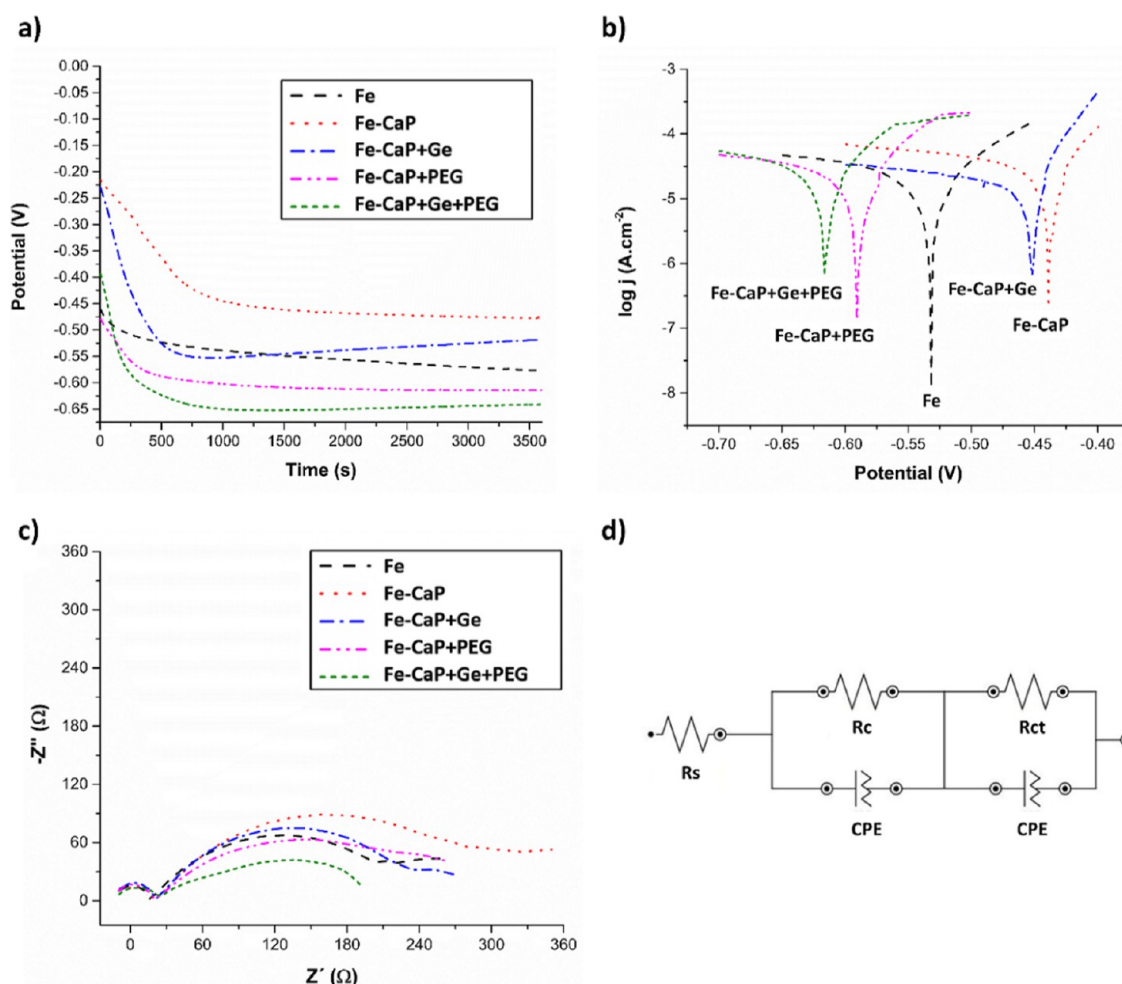 a)
0.00
-0.05
-0.10
-0.15
-0.20
-0.25
-0.30
-0.35
-0.40
-0.45
-0.50
-0.55
-0.60
-0.65
Potential (V)
Fe
Fe-CaP
Fe-CaP+Ge
Fe-CaP+PEG
Fe-CaP+Ge+PEG
0 500 1000 1500 2000 2500 3000 3500
Time (s)
b)
-3
-4
-5
-6
-7
-8
log j (A.cm-2)
Fe-CaP+Ge+PEG
Fe-CaP+PEG
Fe
Fe-CaP+Ge
Fe-CaP
-0.70 -0.65 -0.60 -0.55 -0.50 -0.45 -0.40
Potential (V)
c)
360
300
240
180
120
60
0
-Z'' (Ω)
Fe
Fe-CaP
Fe-CaP+Ge
Fe-CaP+PEG
Fe-CaP+Ge+PEG
0 60 120 180 240 300 360
Z´ (Ω)
d)
Rs
Rc
CPE
Rct
CPE